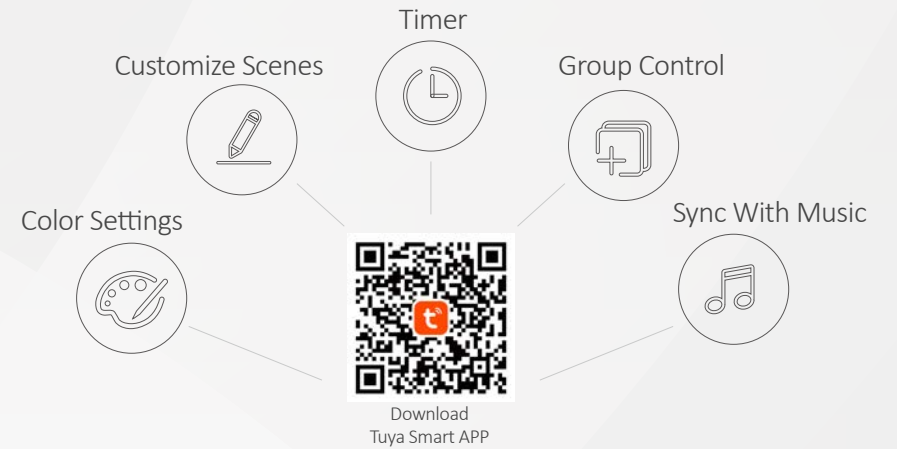 Timer
Customize Scenes
Group Control
Color Settings
Sync With Music
Download
Tuya Smart APP